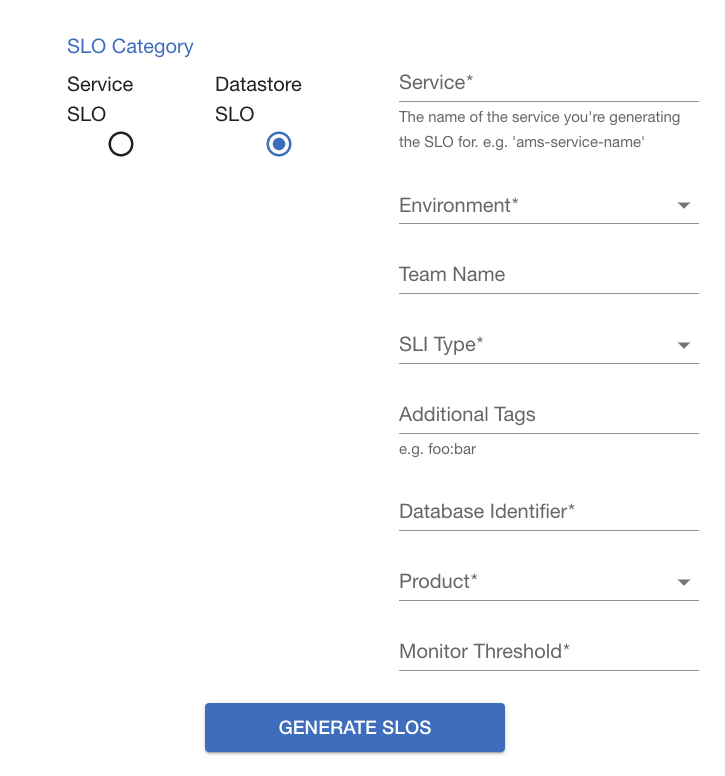 SLO Category
Service
SLO
Datastore
SLO
Service*
The name of the service you're generating
the SLO for. e.g. 'ams-service-name'
Environment*
Team Name
SLI Type*
Additional Tags
e.g. foo:bar
Database Identifier*
Product*
Monitor Threshold*
GENERATE SLOS